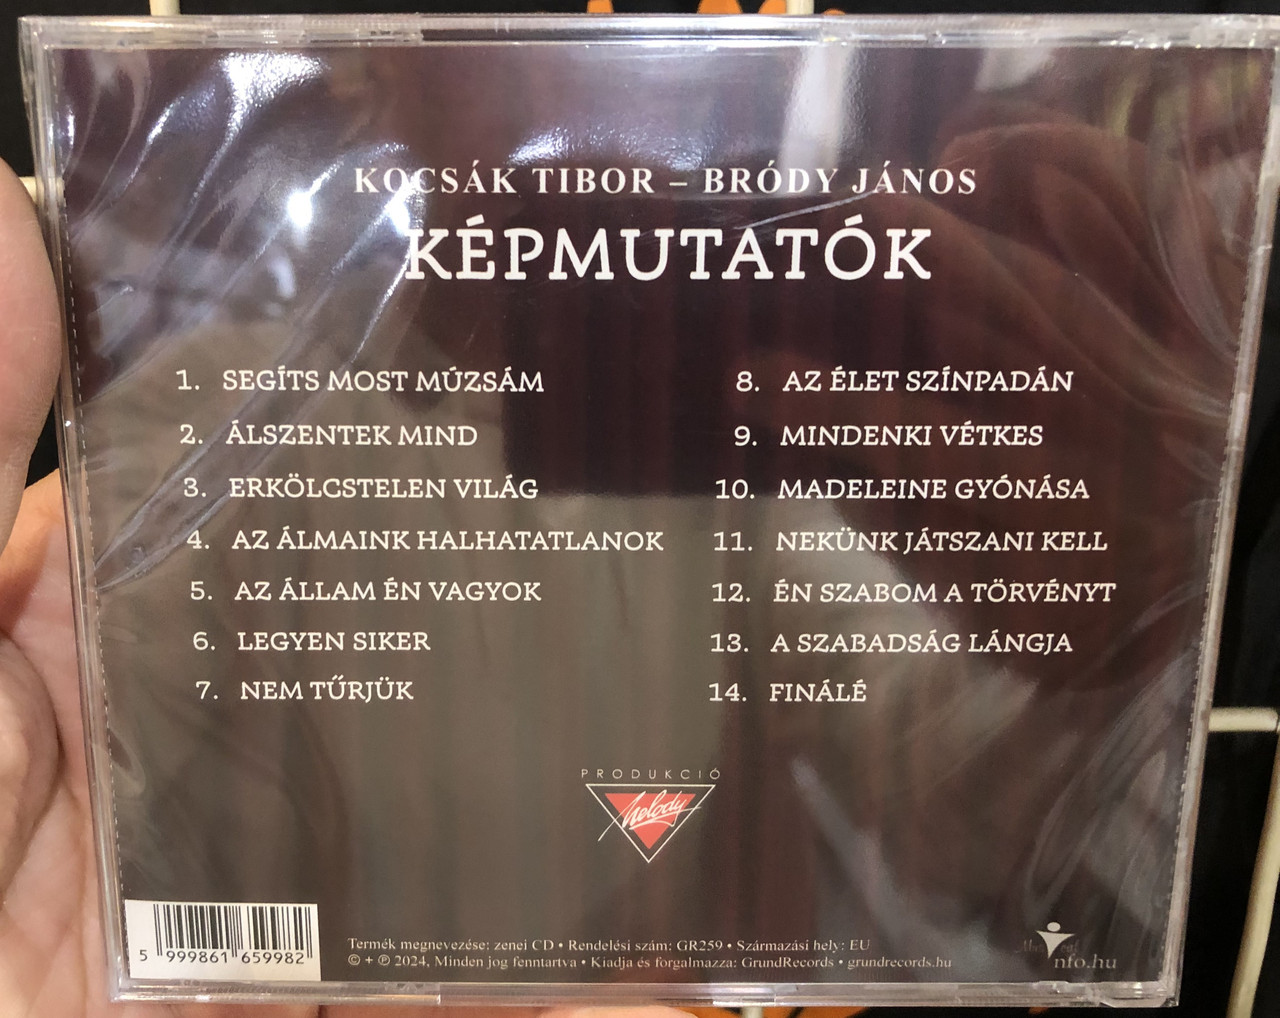 KOCSÁK TIBOR – BRÓDY JÁNOS
KÉPMUTATÓK
1. SEGÍTS MOST MÚZSÁM
2. ÁLSZENTEK MIND
3. ERKÖLCSTELEN VILÁG
4. AZ ÁLMAINK HALHATATLANOK
5. AZ ÁLLAM ÉN VAGYOK
6. LEGYEN SIKER
7. NEM TŰRJÜK
8. AZ ÉLET SZÍNPADÁN
9. MINDENKI VÉTKES
10. MADELEINE GYÓNÁSA
11. NEKÜNK JÁTSZANI KELL
12. ÉN SZABOM A TÖRVÉNYT
13. A SZABADSÁG LÁNGJA
14. FINÁLÉ
PRODUKCIÓ
Melody
5 999861 659982
Termék megnevezése: zenei CD • Rendelési szám: GR259 • Származási hely: EU
© + ℗ 2024, Minden jog fenntartva • Kiadja és forgalmazza: GrundRecords • grundrecords.hu
nfo.hu